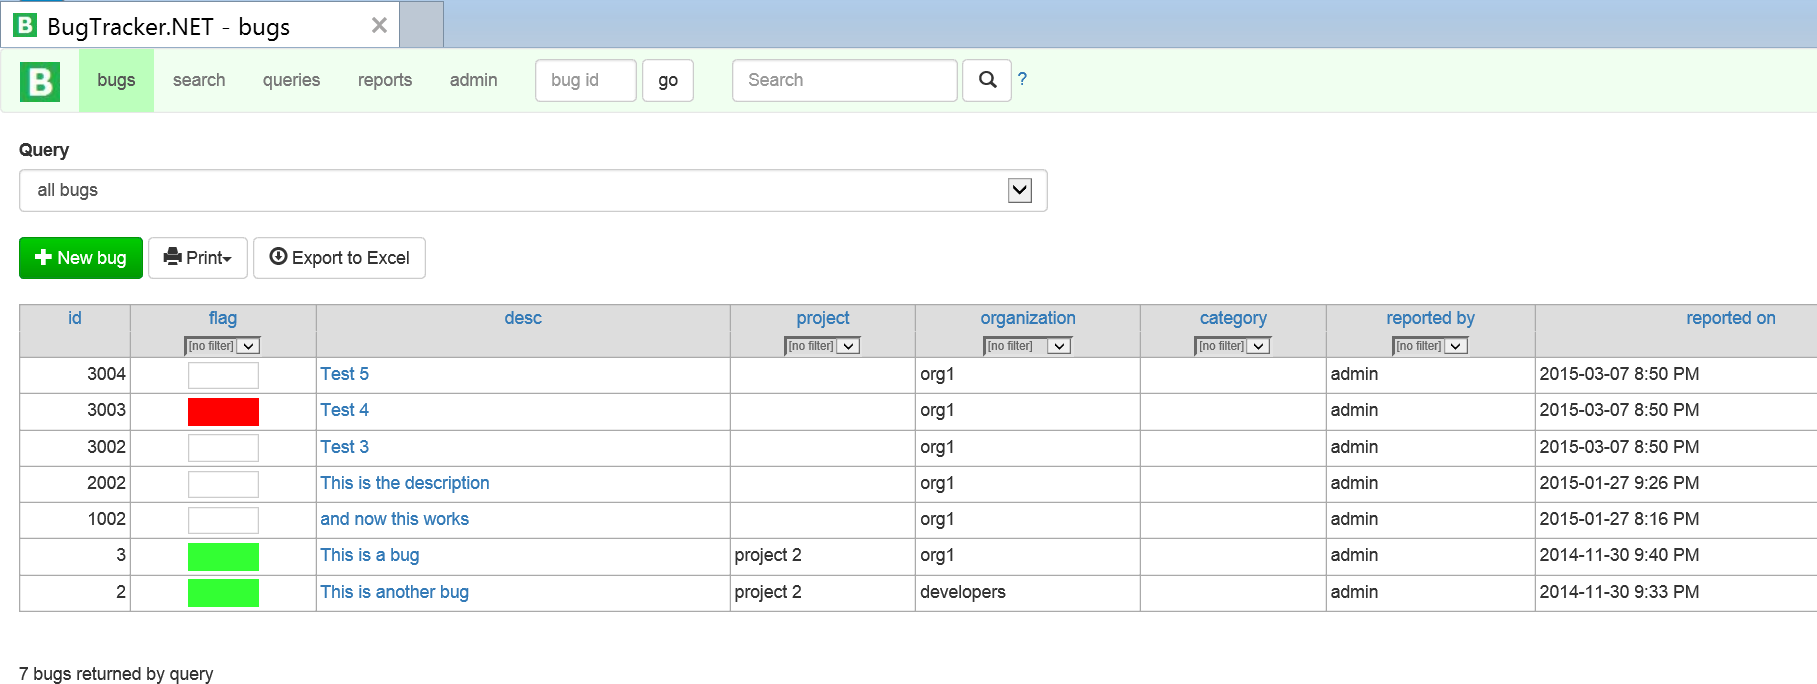 B BugTracker.NET - bugs
B bugs search queries reports admin bug id go Search ?
Query
all bugs
New bug Print Export to Excel
id flag desc project organization category reported by reported on
[no filter] [no filter] [no filter] [no filter] [no filter]
3004 Test 5 org1 admin 2015-03-07 8:50 PM
3003 Test 4 org1 admin 2015-03-07 8:50 PM
3002 Test 3 org1 admin 2015-03-07 8:50 PM
2002 This is the description org1 admin 2015-01-27 9:26 PM
1002 and now this works org1 admin 2015-01-27 8:16 PM
3 This is a bug project 2 org1 admin 2014-11-30 9:40 PM
2 This is another bug project 2 developers admin 2014-11-30 9:33 PM
7 bugs returned by query